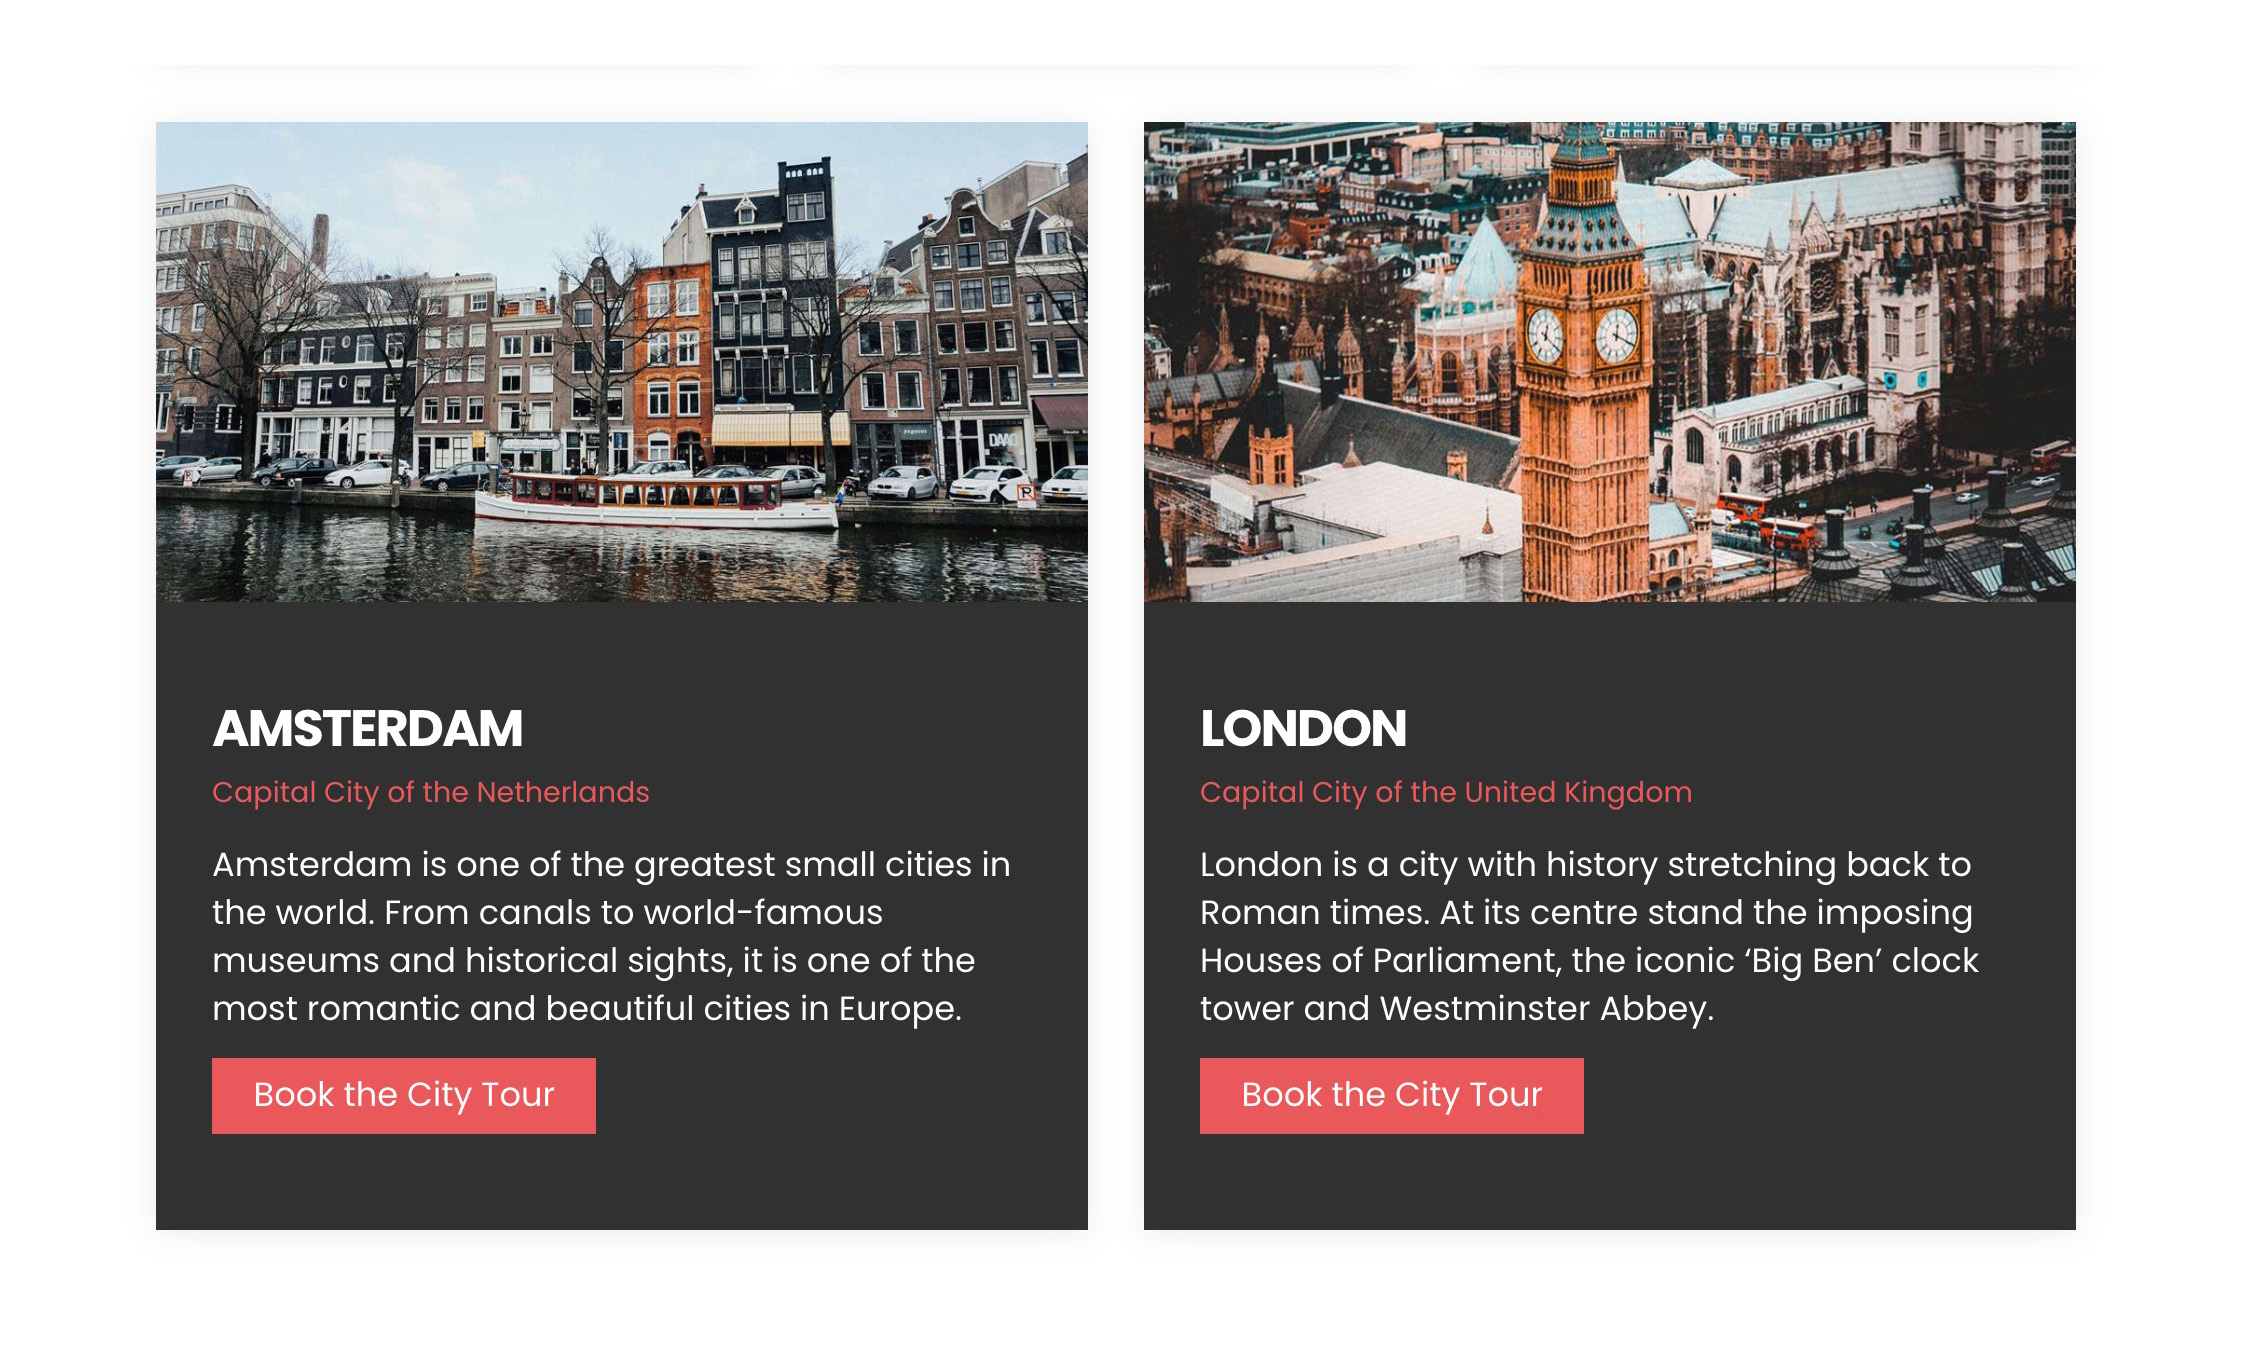 pegasus
DAAD
AMSTERDAM
Capital City of the Netherlands
Amsterdam is one of the greatest small cities in
the world. From canals to world-famous
museums and historical sights, it is one of the
most romantic and beautiful cities in Europe.
Book the City Tour
LONDON
Capital City of the United Kingdom
London is a city with history stretching back to
Roman times. At its centre stand the imposing
Houses of Parliament, the iconic ‘Big Ben’ clock
tower and Westminster Abbey.
Book the City Tour